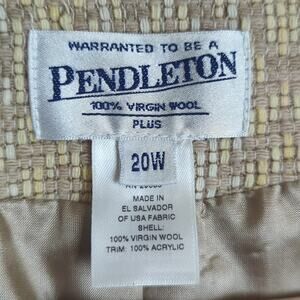 WARRANTED TO BE A
PENDLETON
100% VIRGIN WOOL
PLUS
20W
MADE IN
EL SALVADOR
OF USA FABRIC
SHELL:
100% VIRGIN WOOL
TRIM: 100% ACRYLIC